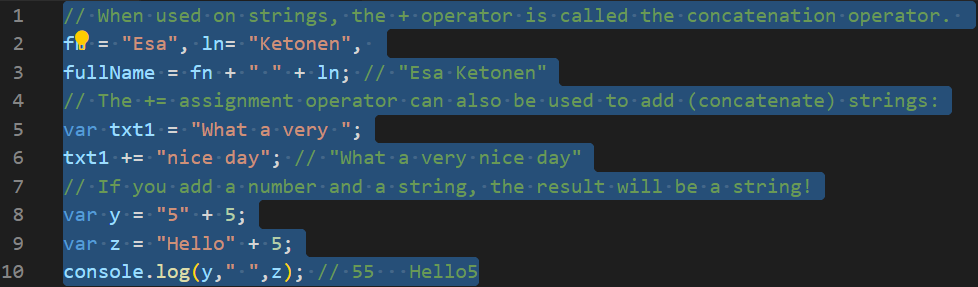 1 // When used on strings, the + operator is called the concatenation operator.
2 fn = "Esa", ln= "Ketonen",
3 fullName = fn + " " + ln; // "Esa Ketonen"
4 // The += assignment operator can also be used to add (concatenate) strings:
5 var txt1 = "What a very ";
6 txt1 += "nice day"; // "What a very nice day"
7 // If you add a number and a string, the result will be a string!
8 var y = "5" + 5;
9 var z = "Hello" + 5;
10 console.log(y," ",z); // 55   Hello5